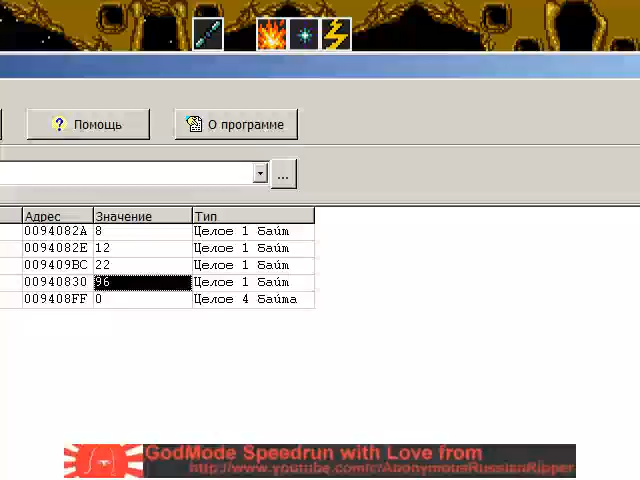 Помощь
О программе
...
Адрес Значение Тип
0094082A 8 Целое 1 байт
0094082E 12 Целое 1 байт
009409BC 22 Целое 1 байт
00940830 96 Целое 1 байт
009408FF 0 Целое 4 байта
GodMode Speedrun with Love from
http://www.youtube.com/c/AnonymousRussianRipper